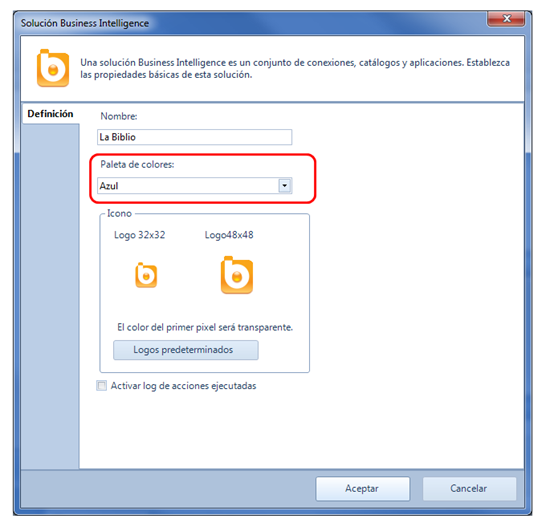 Solución Business Intelligence
Una solución Business Intelligence es un conjunto de conexiones, catálogos y aplicaciones. Establezca
las propiedades básicas de esta solución.
Definición
Nombre:
La Biblio
Paleta de colores:
Azul
Icono
Logo 32x32
Logo48x48
El color del primer pixel será transparente.
Logos predeterminados
Activar log de acciones ejecutadas
Aceptar
Cancelar